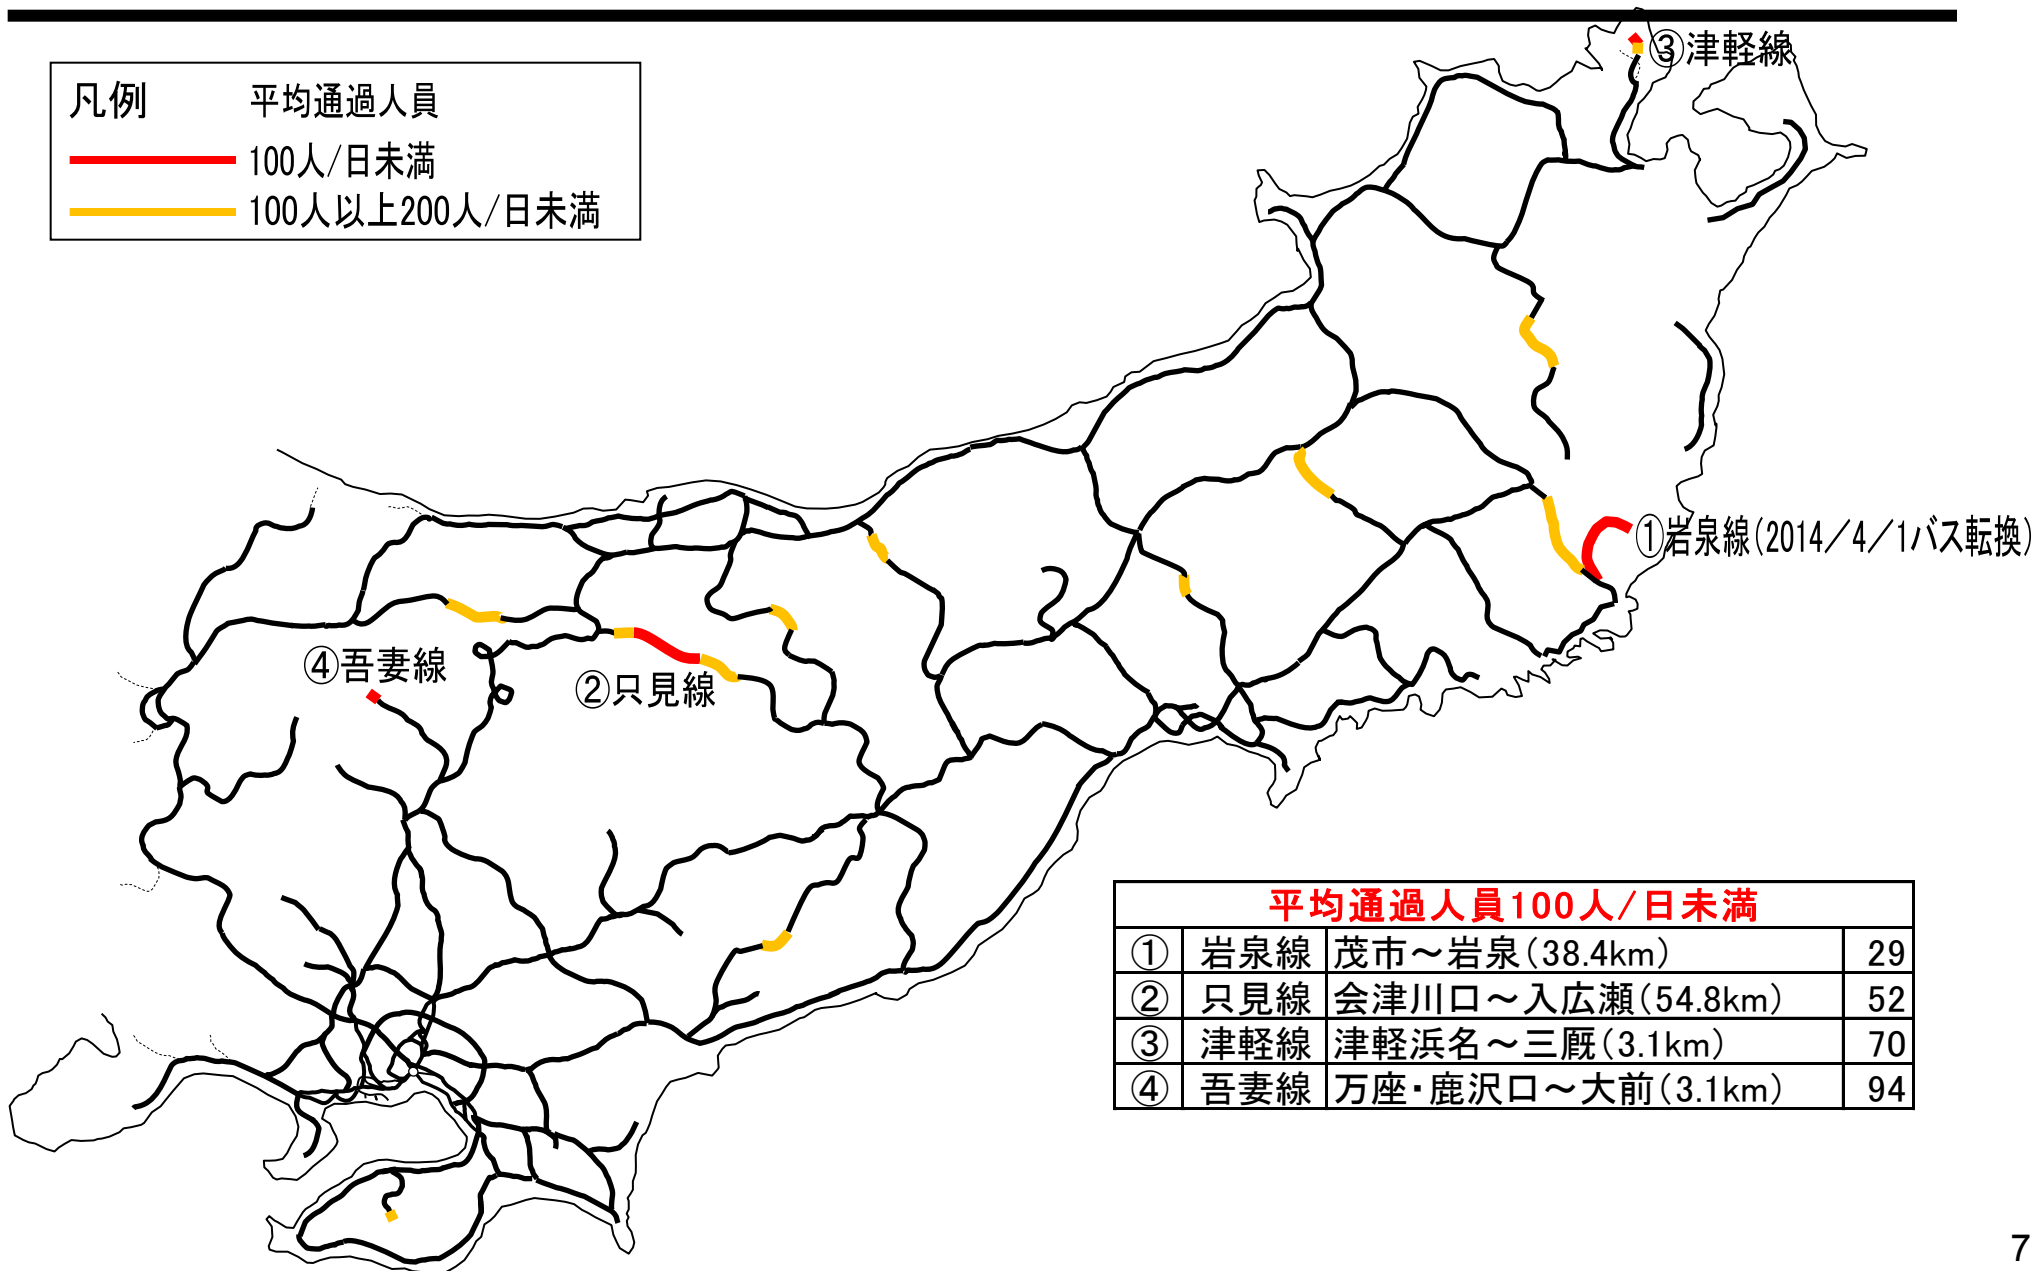 ③津軽線
凡例 平均通過人員
100人/日未満
100人以上200人/日未満
①岩泉線(2014/4/1バス転換)
④吾妻線
②只見線
平均通過人員100人/日未満
① 岩泉線 茂市～岩泉(38.4km) 29
② 只見線 会津川口～入広瀬(54.8km) 52
③ 津軽線 津軽浜名～三厩(3.1km) 70
④ 吾妻線 万座・鹿沢口～大前(3.1km) 94
7